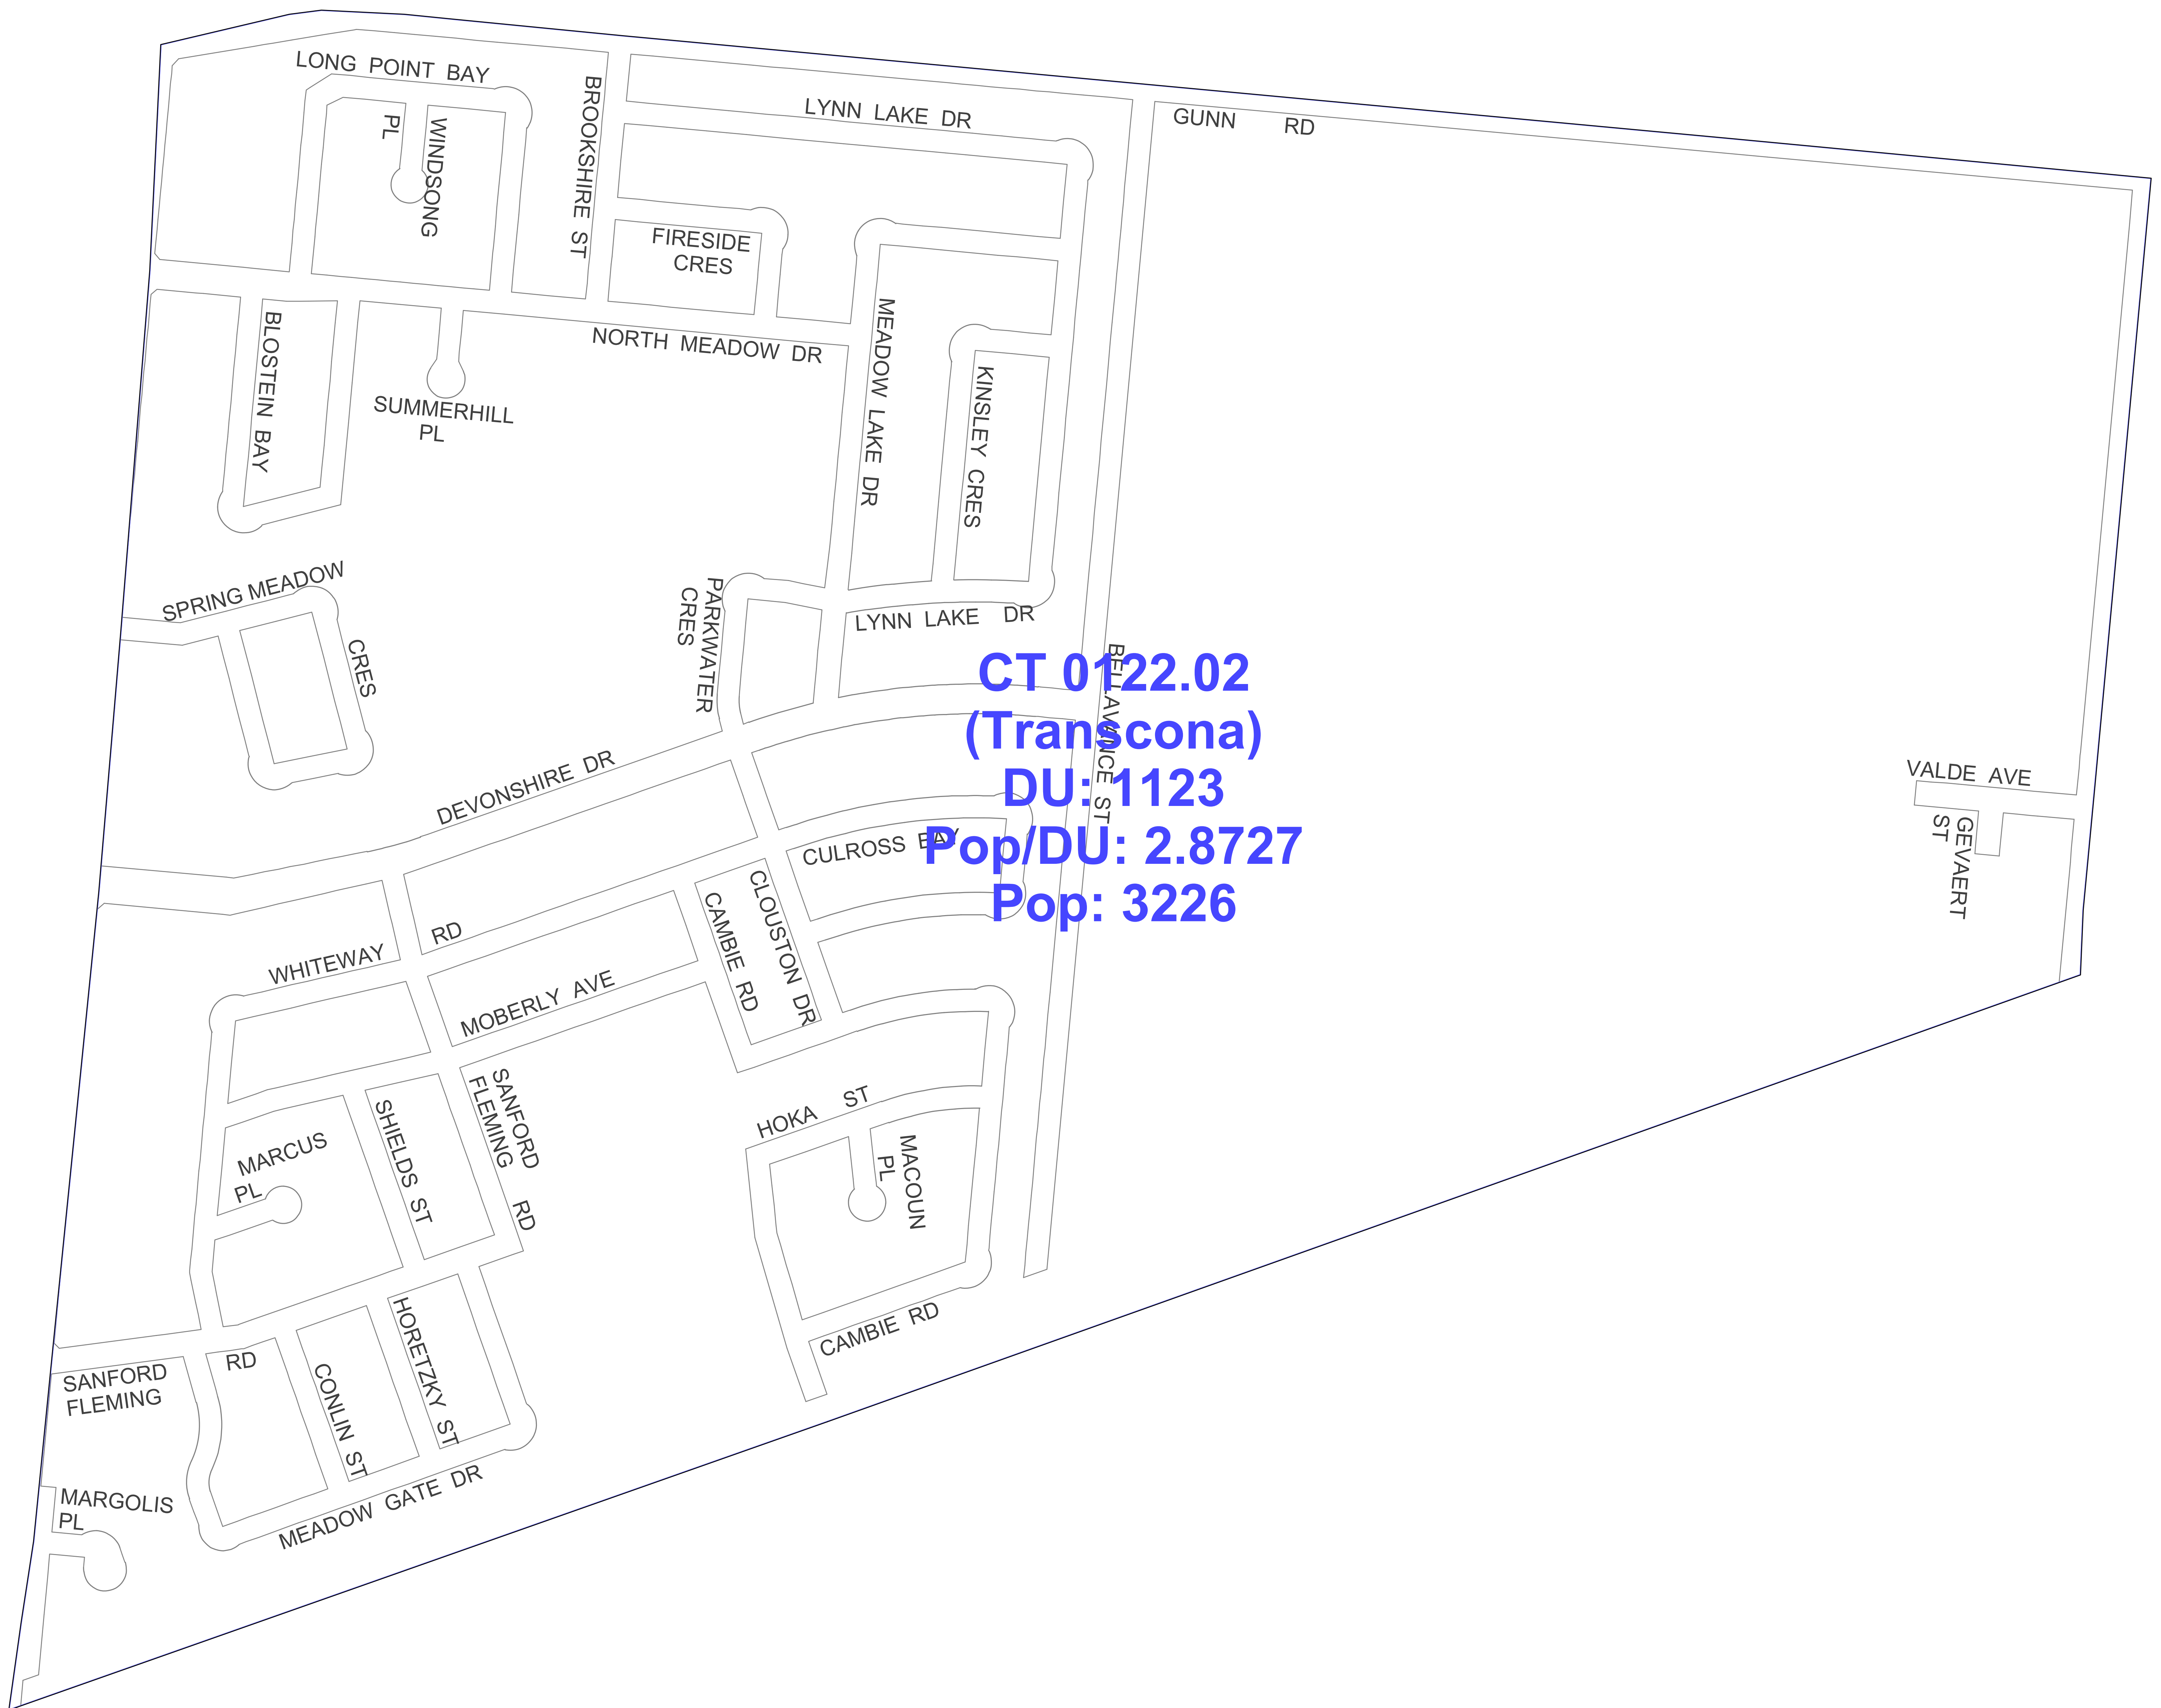 LONG POINT BAY
BROOKSHIRE ST
LYNN LAKE DR
GUNN RD
WINDSONG
PL
FIRESIDE
CRES
NORTH MEADOW DR
BLOSTEIN BAY
SUMMERHILL
PL
MEADOW LAKE DR
KINSLEY CRES
SPRING MEADOW
CRES
PARKWATER
CRES
LYNN LAKE DR
BELLAVANCE ST
CT 0122.02
(Transcona)
DU: 1123
Pop/DU: 2.8727
Pop: 3226
DEVONSHIRE DR
VALDE AVE
GEVAERT
ST
CULROSS BAY
CLOUSTON DR
CAMBIE RD
WHITEWAY
RD
MOBERLY AVE
SANFORD
FLEMING RD
HOKA ST
MARCUS
PL
SHIELDS ST
MACOUN
PL
CAMBIE RD
HORETZKY ST
CONLIN ST
SANFORD
FLEMING
RD
MARGOLIS
PL
MEADOW GATE DR